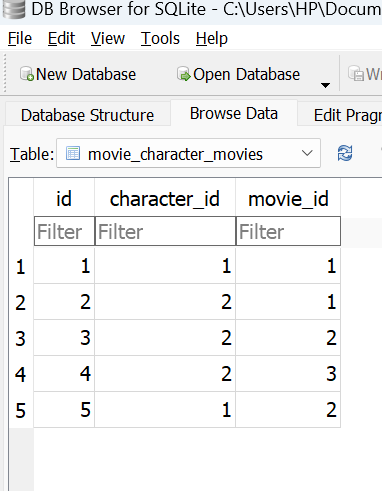 DB Browser for SQLite - C:\Users\HP\Docum
File Edit View Tools Help
New Database Open Database Wr
Database Structure Browse Data Edit Prag
Table: movie_character_movies
id character_id movie_id
Filter Filter Filter
1 1 1 1
2 2 2 1
3 3 2 2
4 4 2 3
5 5 1 2